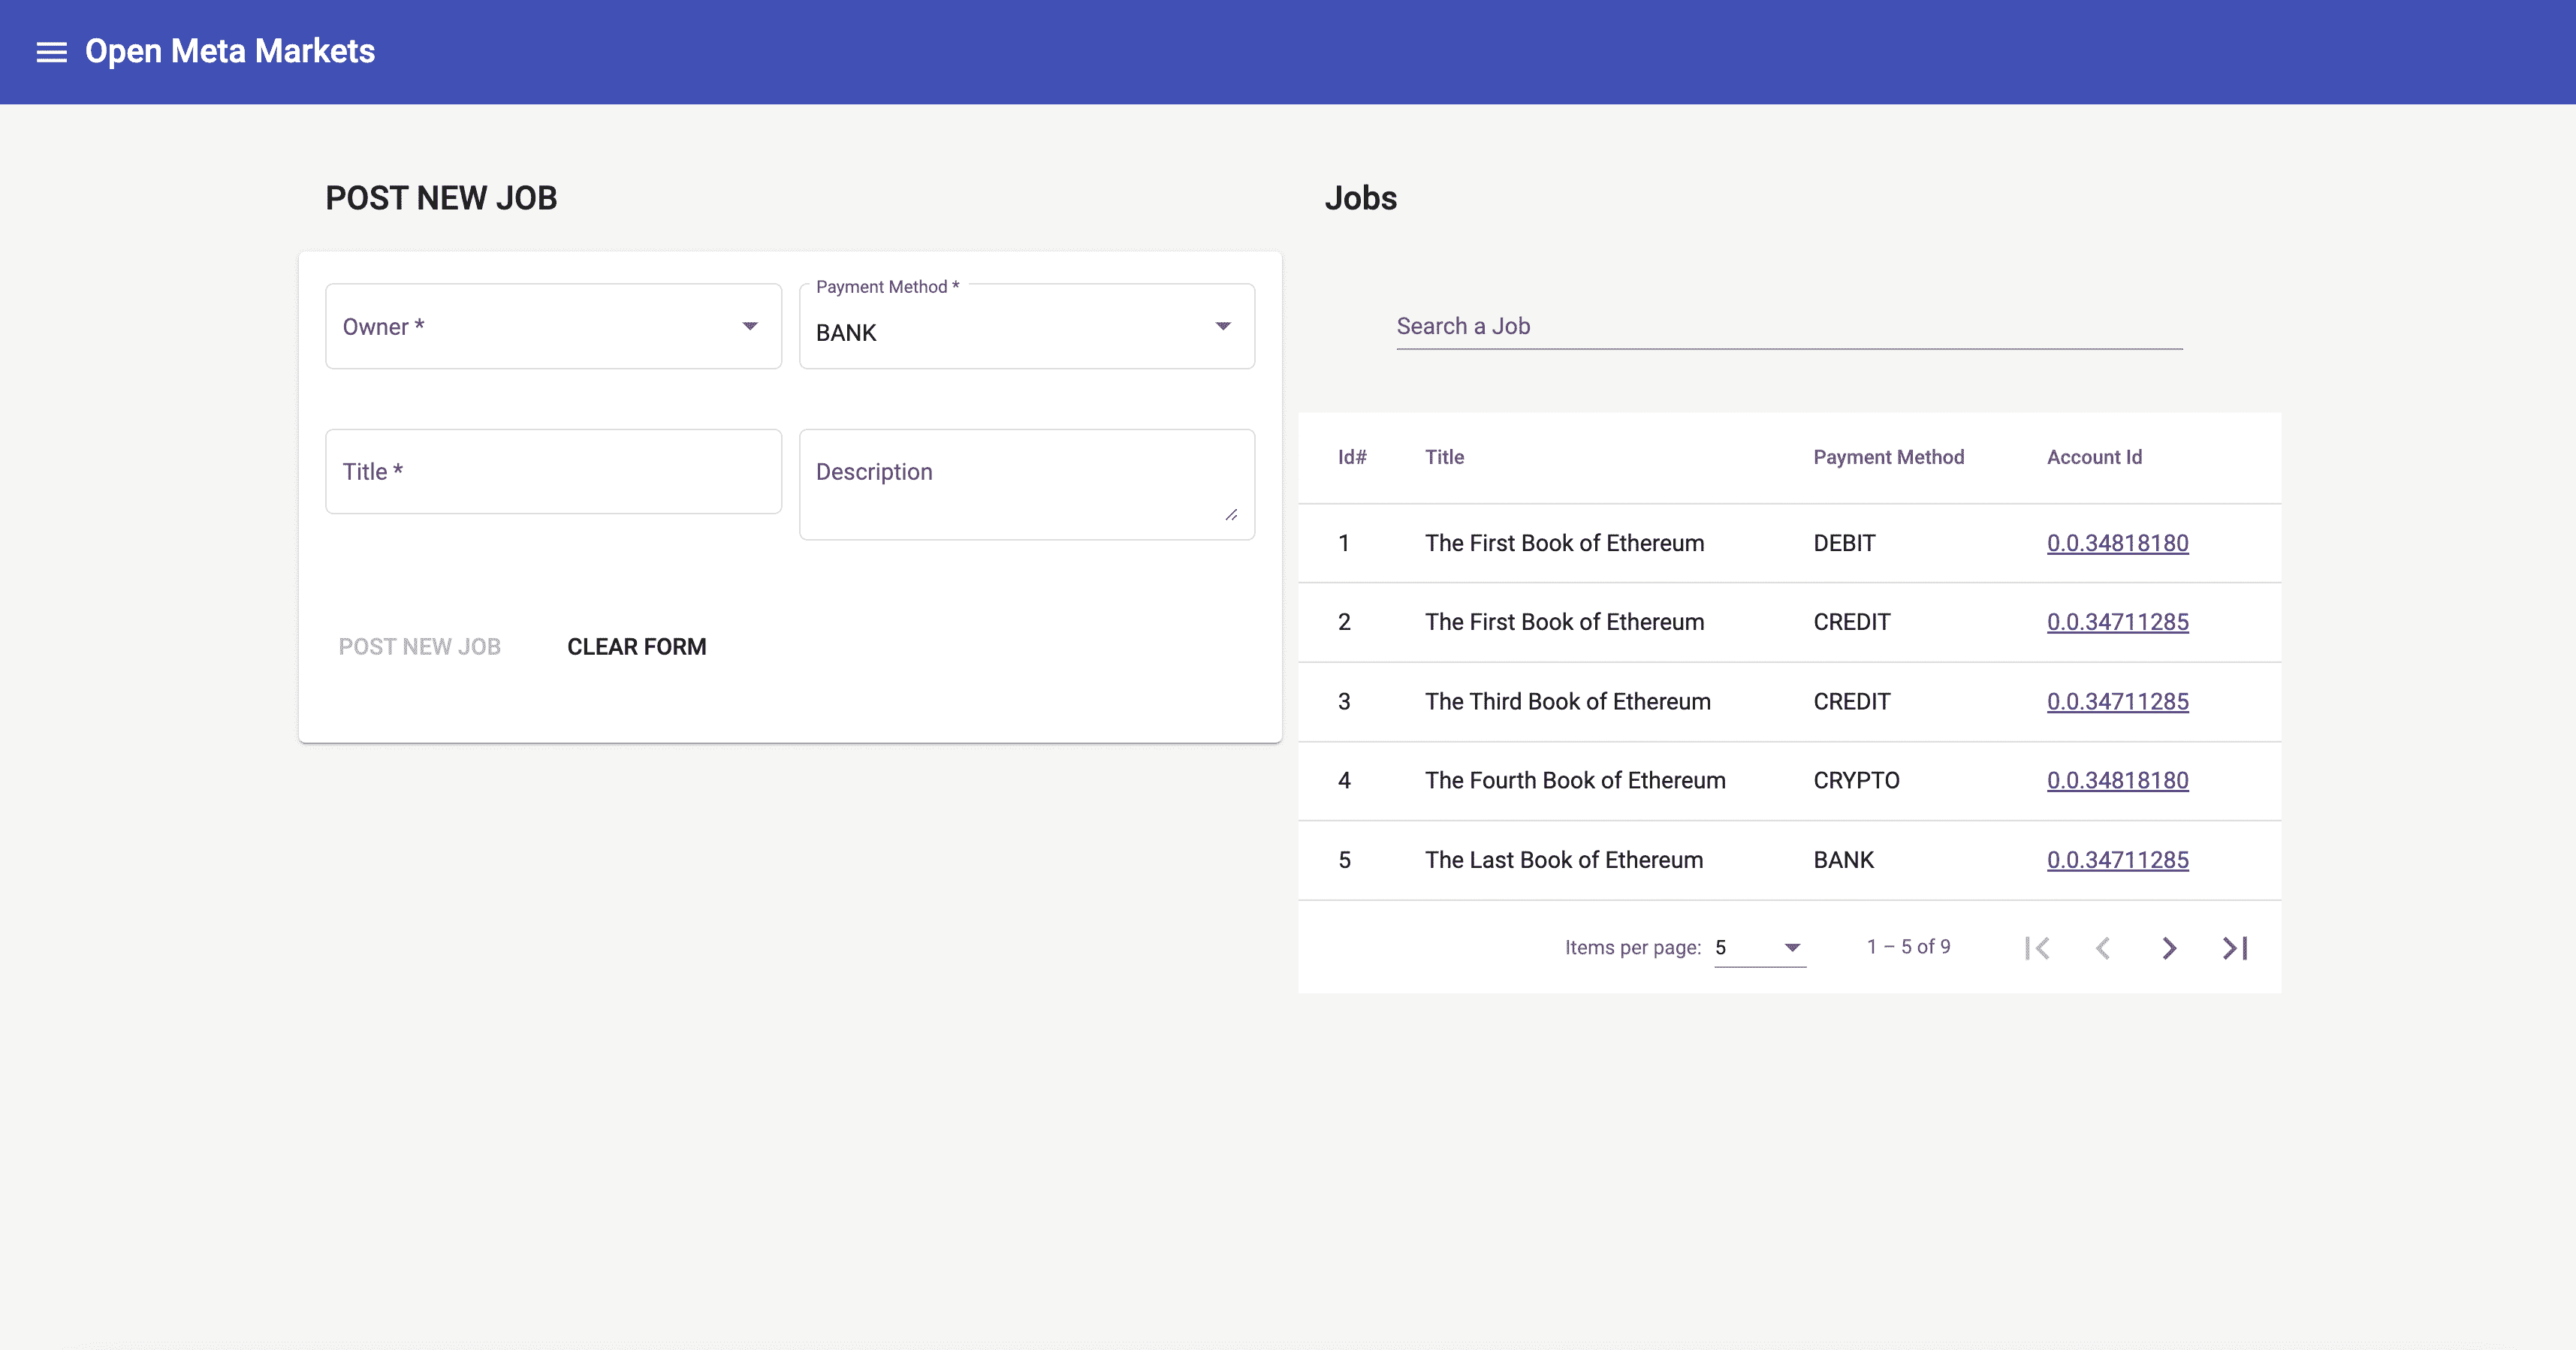 Open Meta Markets
POST NEW JOB
Owner *
Payment Method *
BANK
Title *
Description
POST NEW JOB
CLEAR FORM
Jobs
Search a Job
Id# Title Payment Method Account Id
1 The First Book of Ethereum DEBIT 0.0.34818180
2 The First Book of Ethereum CREDIT 0.0.34711285
3 The Third Book of Ethereum CREDIT 0.0.34711285
4 The Fourth Book of Ethereum CRYPTO 0.0.34818180
5 The Last Book of Ethereum BANK 0.0.34711285
Items per page: 5 1 – 5 of 9